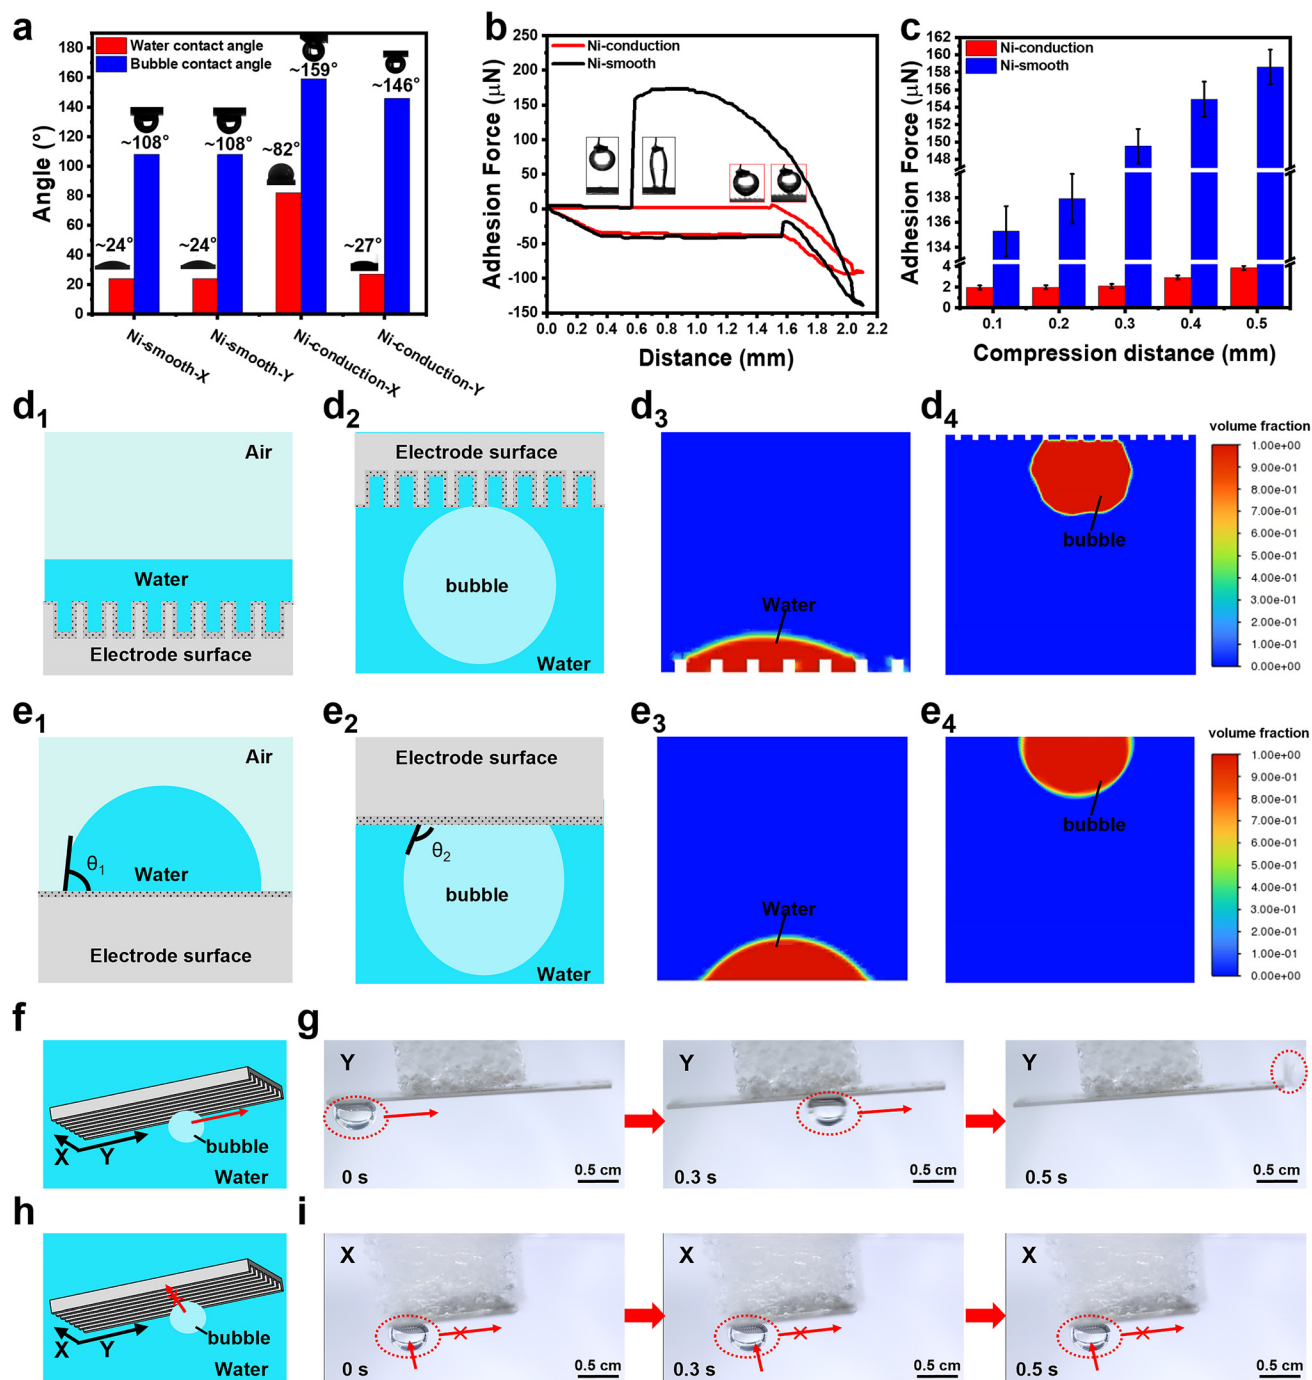 a
Water contact angle
Bubble contact angle
Angle (°)
180
160
140
120
100
80
60
40
20
0
~24°
~108°
~24°
~108°
~82°
~159°
~27°
~146°
Ni-smooth-X
Ni-smooth-Y
Ni-conduction-X
Ni-conduction-Y
b
Ni-conduction
Ni-smooth
Adhesion Force (µN)
250
200
150
100
50
0
-50
-100
-150
0.0 0.2 0.4 0.6 0.8 1.0 1.2 1.4 1.6 1.8 2.0 2.2
Distance (mm)
c
Ni-conduction
Ni-smooth
Adhesion Force (µN)
162
160
158
156
154
152
150
148
136
134
4
2
0
0.1 0.2 0.3 0.4 0.5
Compression distance (mm)
d1
Air
Water
Electrode surface
d2
Electrode surface
bubble
Water
d3
Water
d4
bubble
volume fraction
1.00e+00
9.00e-01
8.00e-01
7.00e-01
6.00e-01
5.00e-01
4.00e-01
3.00e-01
2.00e-01
1.00e-01
0.00e+00
e1
Air
θ1
Water
Electrode surface
e2
Electrode surface
θ2
bubble
Water
e3
Water
e4
bubble
volume fraction
1.00e+00
9.00e-01
8.00e-01
7.00e-01
6.00e-01
5.00e-01
4.00e-01
3.00e-01
2.00e-01
1.00e-01
0.00e+00
f
X
Y
bubble
Water
g
Y
0 s
0.5 cm
Y
0.3 s
0.5 cm
Y
0.5 s
0.5 cm
h
X
Y
bubble
Water
i
X
0 s
0.5 cm
X
0.3 s
0.5 cm
X
0.5 s
0.5 cm